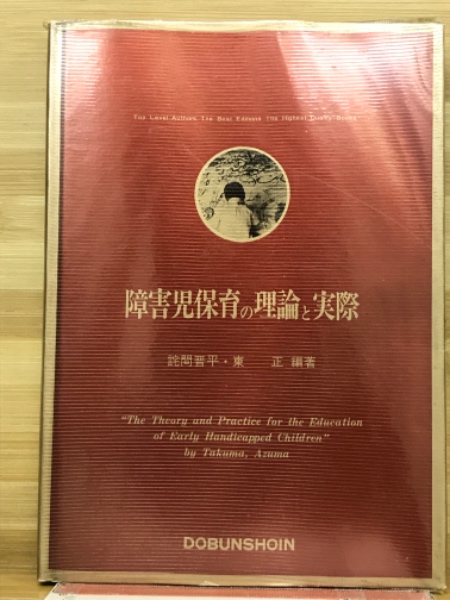 Top Level Authors The Best Editions The Highest Quality Books
障害児保育の理論と実際
詫間晋平・東 正 編著
"The Theory and Practice for the Education
of Early Handicapped Children"
by Takuma, Azuma
DOBUNSHOIN